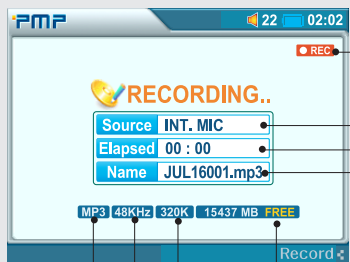 PMP 22 02:02
REC
RECORDING..
Source INT. MIC
Elapsed 00 : 00
Name JUL16001.mp3
MP3 48KHz 320K 15437 MB FREE
Record